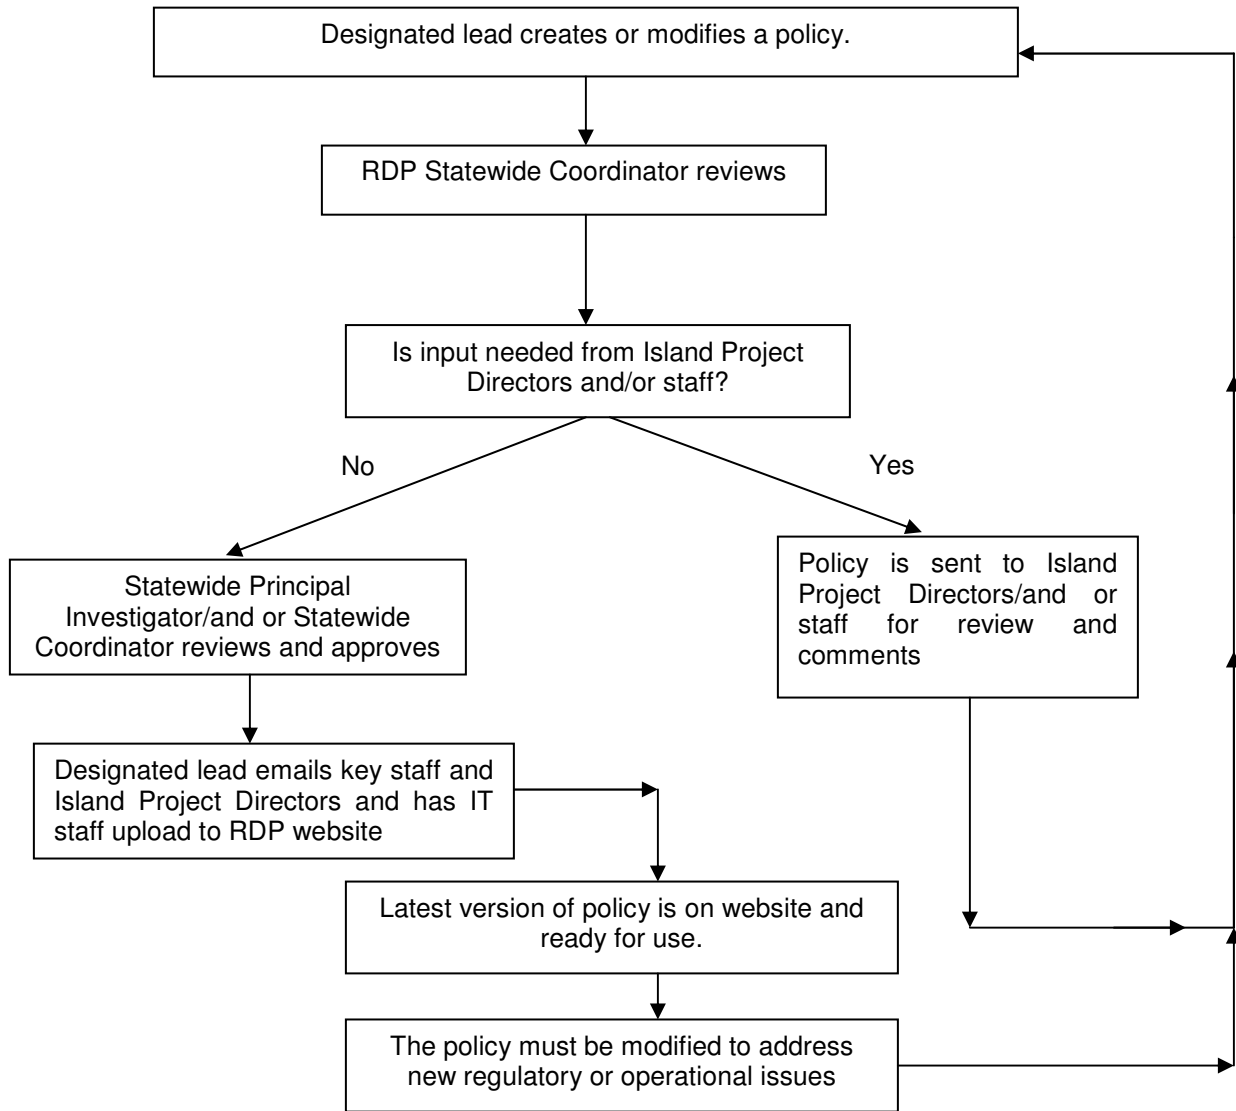 Designated lead creates or modifies a policy.
RDP Statewide Coordinator reviews
Is input needed from Island Project
Directors and/or staff?
No
Yes
Statewide Principal
Investigator/and or Statewide
Coordinator reviews and approves
Policy is sent to Island
Project Directors/and or
staff for review and
comments
Designated lead emails key staff and
Island Project Directors and has IT
staff upload to RDP website
Latest version of policy is on website and
ready for use.
The policy must be modified to address
new regulatory or operational issues